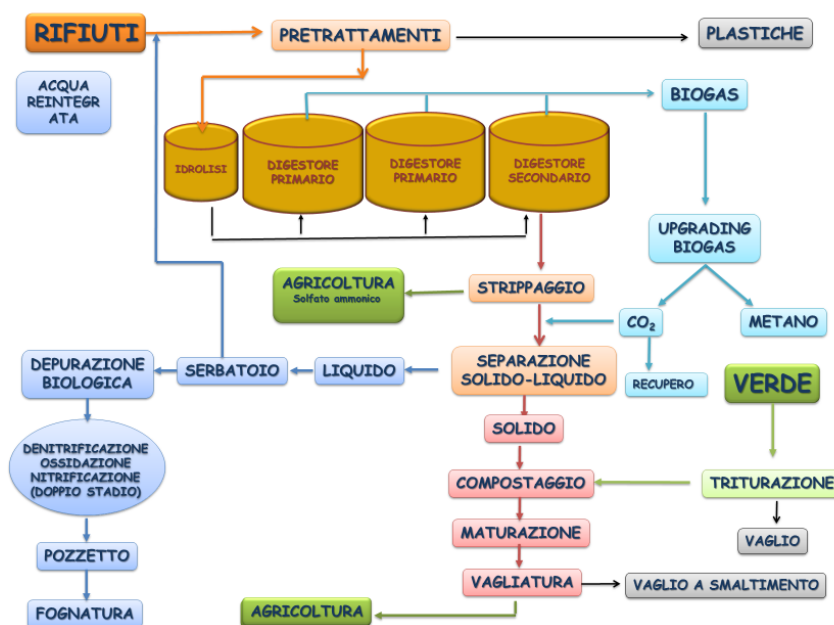 RIFIUTI
PRETRATTAMENTI
PLASTICHE
ACQUA
REINTEGR
ATA
BIOGAS
IDROLISI
DIGESTORE
PRIMARIO
DIGESTORE
PRIMARIO
DIGESTORE
SECONDARIO
UPGRADING
BIOGAS
AGRICOLTURA
Solfato ammonico
STRIPPAGGIO
CO₂
METANO
DEPURAZIONE
BIOLOGICA
SERBATOIO
LIQUIDO
SEPARAZIONE
SOLIDO-LIQUIDO
RECUPERO
VERDE
SOLIDO
DENITRIFICAZIONE
OSSIDAZIONE
NITRIFICAZIONE
(DOPPIO STADIO)
COMPOSTAGGIO
TRITURAZIONE
MATURAZIONE
VAGLIO
POZZETTO
VAGLIATURA
VAGLIO A SMALTIMENTO
FOGNATURA
AGRICOLTURA